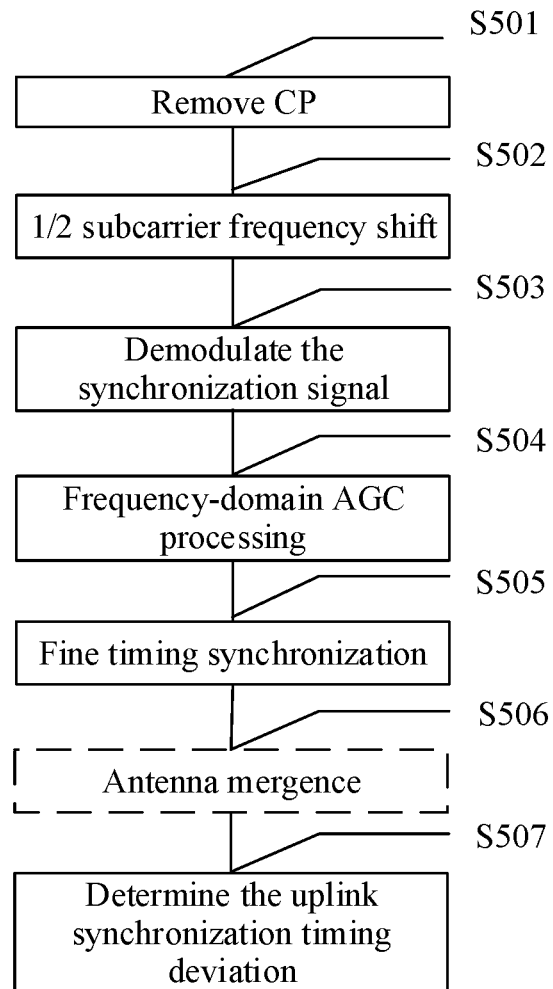 S501
Remove CP
S502
1/2 subcarrier frequency shift
S503
Demodulate the
synchronization signal
S504
Frequency-domain AGC
processing
S505
Fine timing synchronization
S506
Antenna mergence
S507
Determine the uplink
synchronization timing
deviation